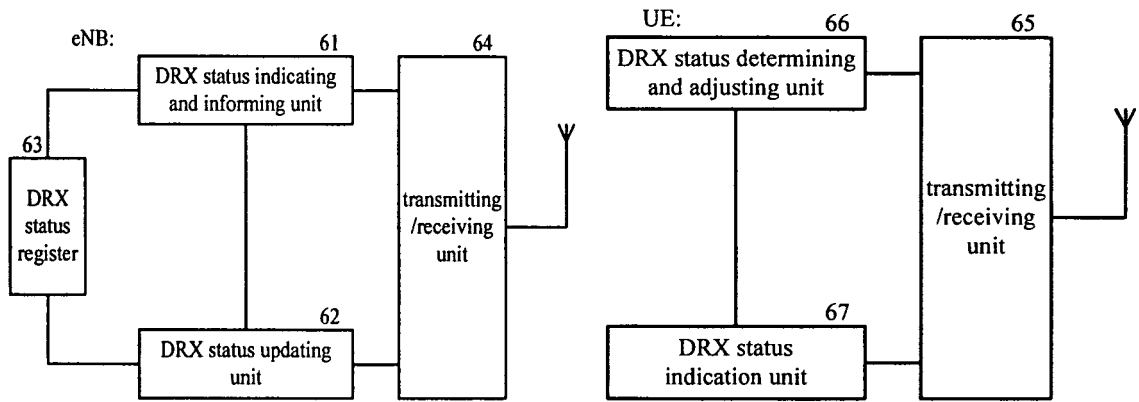 eNB:
61
DRX status indicating
and informing unit
64
transmitting
/receiving
unit
63
DRX
status
register
62
DRX status updating
unit
UE:
66
DRX status determining
and adjusting unit
65
transmitting
/receiving
unit
67
DRX status
indication unit